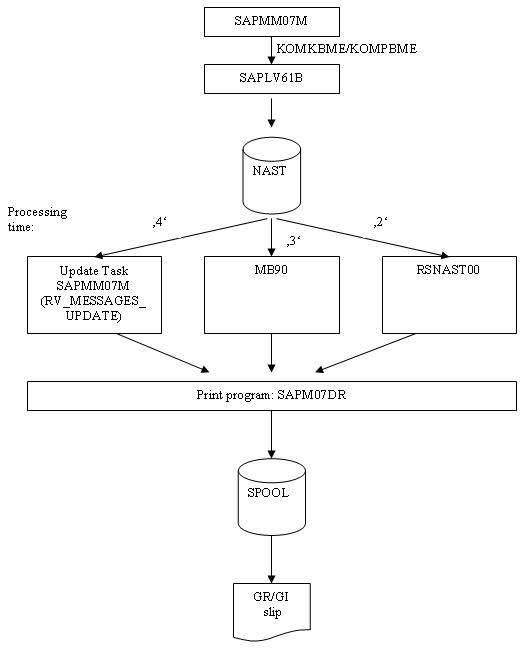 SAPMM07M
KOMKBME/KOMPBME
SAPLV61B
NAST
Processing
time:
‚4‘
‚3‘
‚2‘
Update Task
SAPMM07M
(RV_MESSAGES_
UPDATE)
MB90
RSNAST00
Print program: SAPM07DR
SPOOL
GR/GI
slip